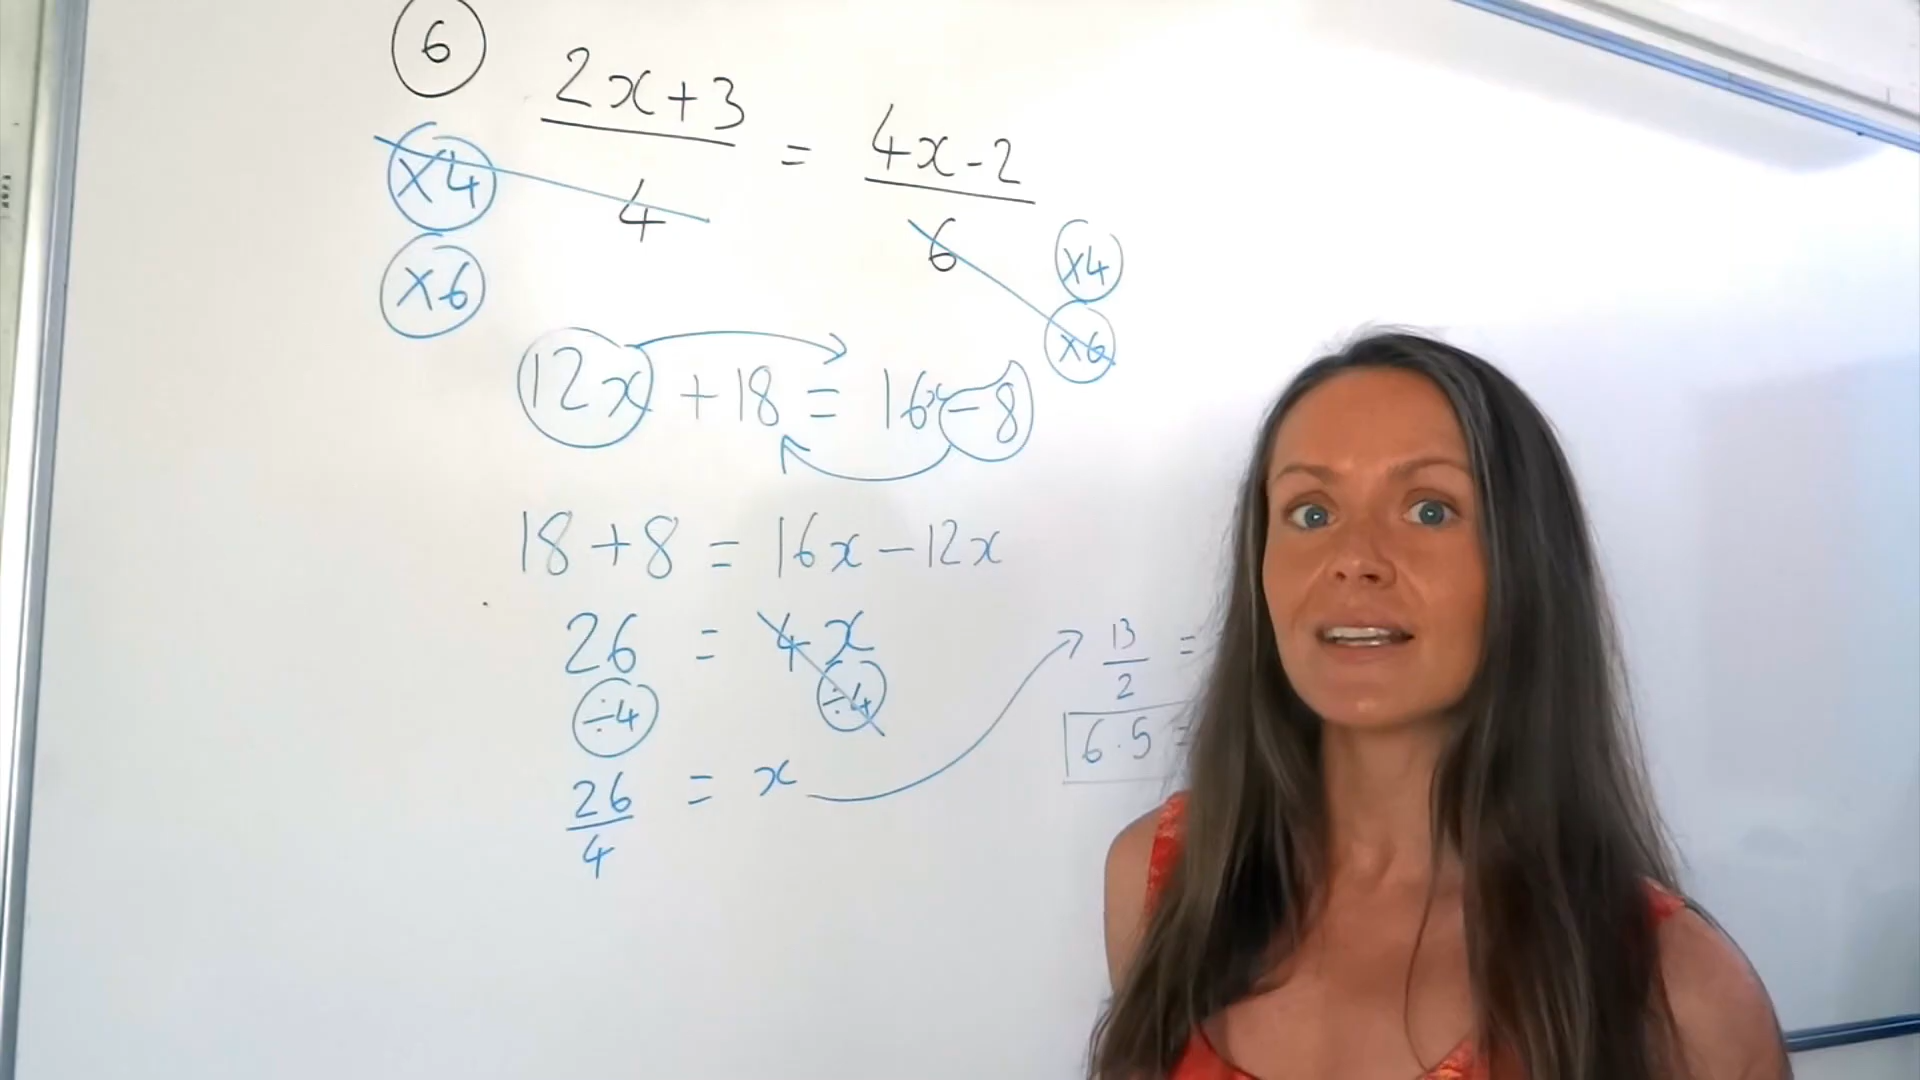 6
2x+3 = 4x-2
4 6
×4 ×4
×6 ×6
12x +18 = 16x -8
18+8 = 16x -12x
26 = 4x
÷4 ÷4
26 = x
4
13 =
2
6.5 =